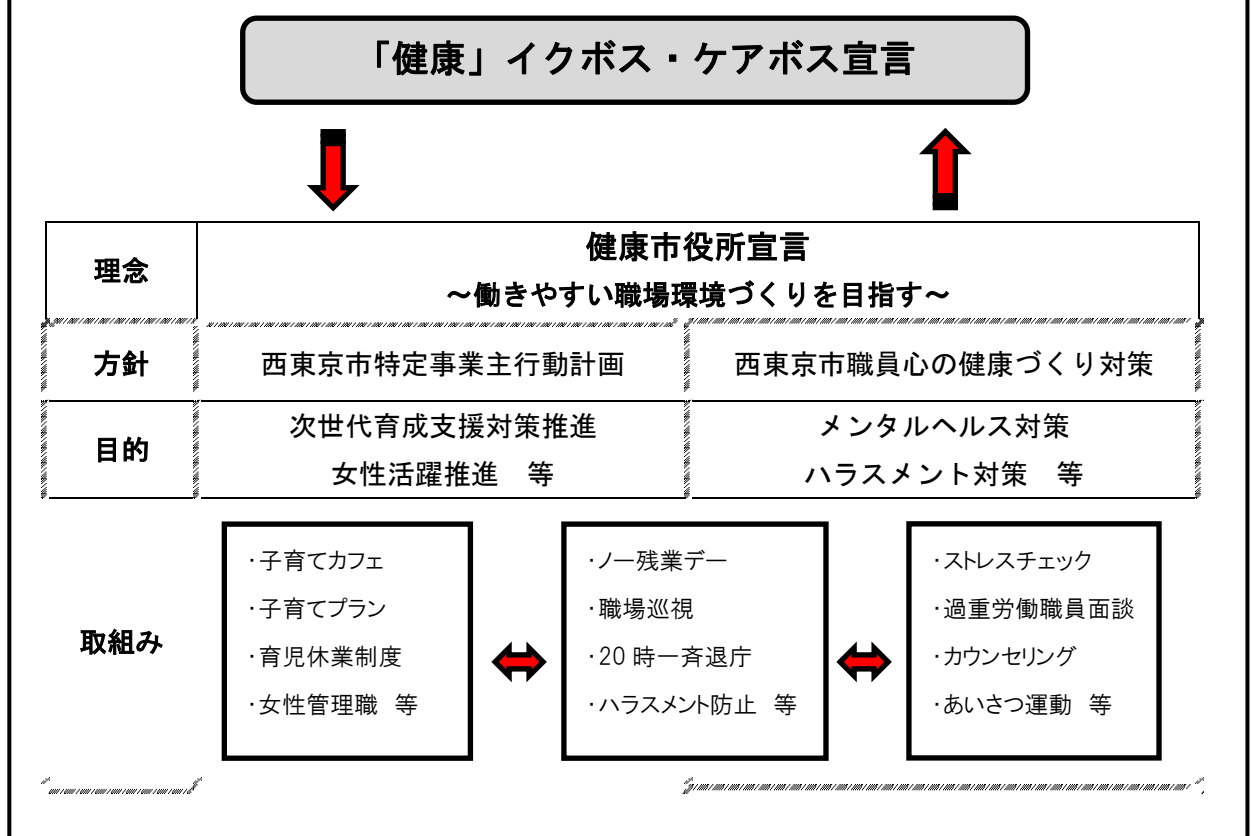 「健康」イクボス・ケアボス宣言
理念
健康市役所宣言
～働きやすい職場環境づくりを目指す～
方針
西東京市特定事業主行動計画
西東京市職員心の健康づくり対策
目的
次世代育成支援対策推進
女性活躍推進　等
メンタルヘルス対策
ハラスメント対策　等
取組み
・子育てカフェ
・子育てプラン
・育児休業制度
・女性管理職　等
・ノー残業デー
・職場巡視
・20 時一斉退庁
・ハラスメント防止　等
・ストレスチェック
・過重労働職員面談
・カウンセリング
・あいさつ運動　等